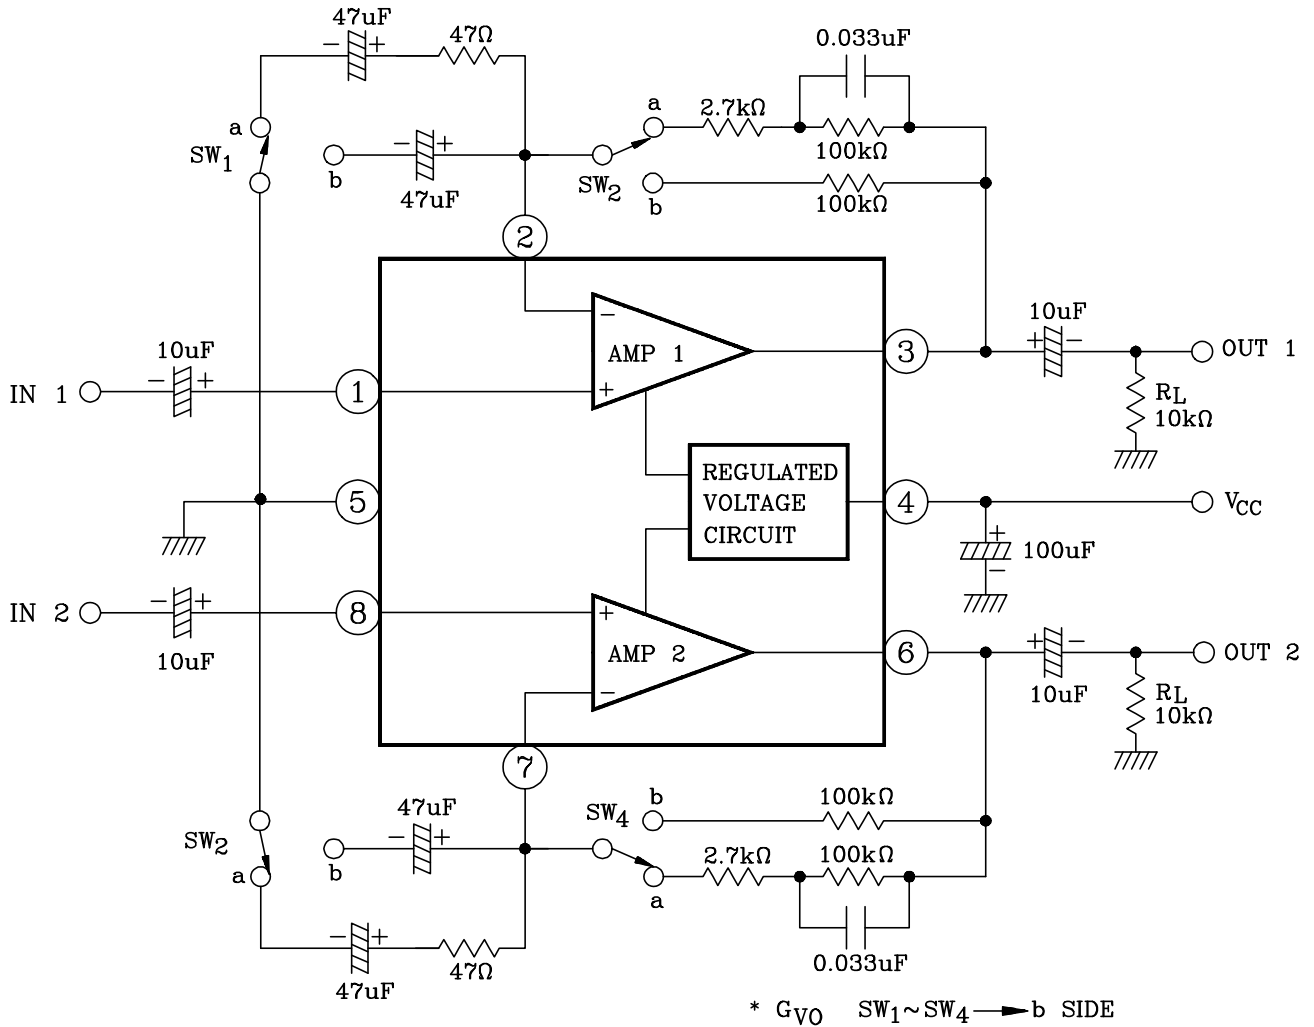 47uF
− + 47Ω
0.033uF
a
SW1
b
− +
47uF
a
2.7kΩ
100kΩ
SW2
b
100kΩ
2
−
AMP 1
+
3
10uF
+ −
OUT 1
RL
10kΩ
10uF
− +
IN 1
1
REGULATED
VOLTAGE
CIRCUIT
5
4
VCC
+
100uF
−
IN 2
− +
10uF
8
+
AMP 2
−
6
+ −
10uF
OUT 2
RL
10kΩ
7
SW2
a
b
47uF
− +
SW4
b
100kΩ
2.7kΩ
100kΩ
a
0.033uF
− +
47uF
47Ω
* GVO SW1~SW4 → b SIDE